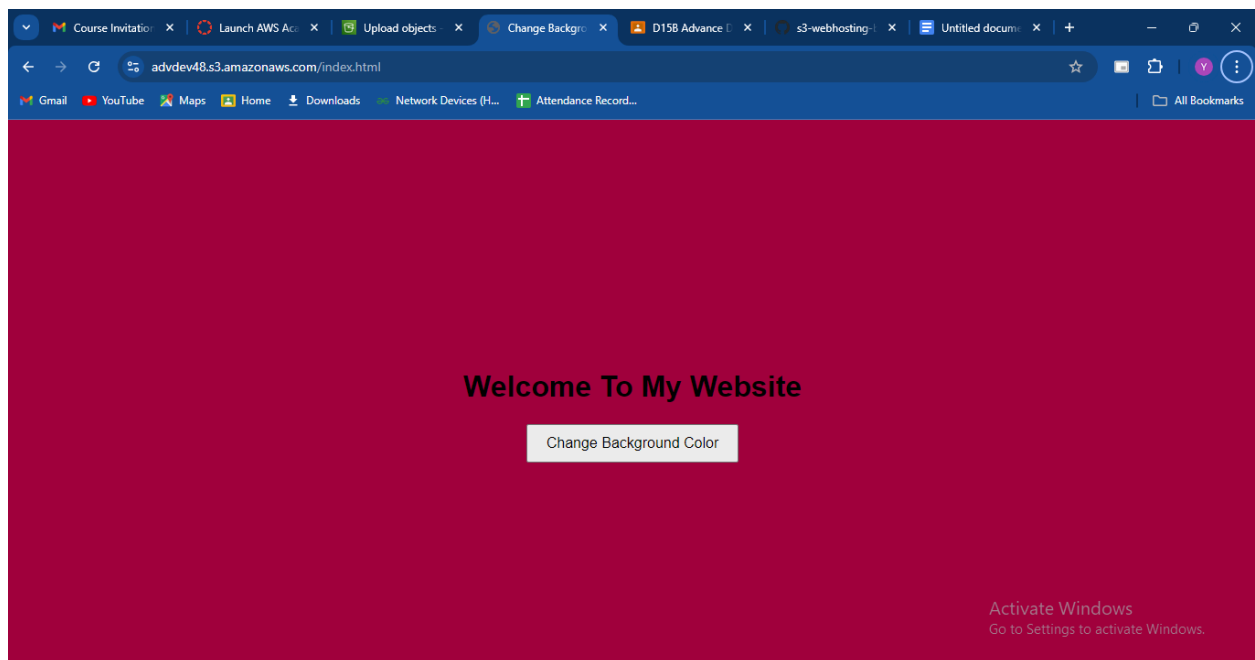 Course Invitation Launch AWS Aca Upload objects - Change Backgro D15B Advance D s3-webhosting- Untitled docume
advdev48.s3.amazonaws.com/index.html
Gmail YouTube Maps Home Downloads Network Devices (H... Attendance Record... All Bookmarks
Welcome To My Website
Change Background Color
Activate Windows
Go to Settings to activate Windows.